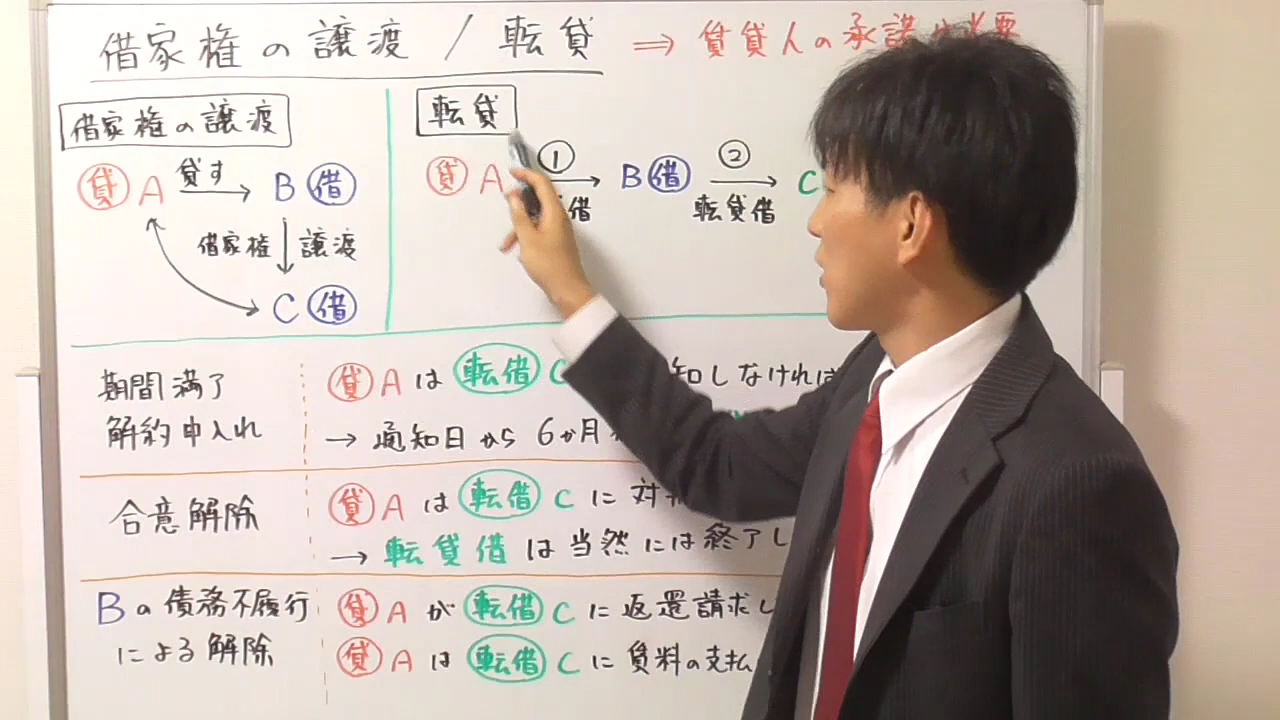 借家権の譲渡 / 転貸 ⇒ 賃貸人の承諾が必要
借家権の譲渡
貸 A 貸す B 借
借家権 譲渡
C 借
転貸
貸 A ① B 借 ② C
借 転貸借
期間満了
解約申入れ
貸 A は 転借 C 知しなければ
→ 通知日から 6か月
合意解除
貸 A は 転借 C に 対
→ 転貸借 は当然には終了し
Bの債務不履行
による解除
貸 A が 転借 C に返還請求し
貸 A は 転借 C に賃料の支払